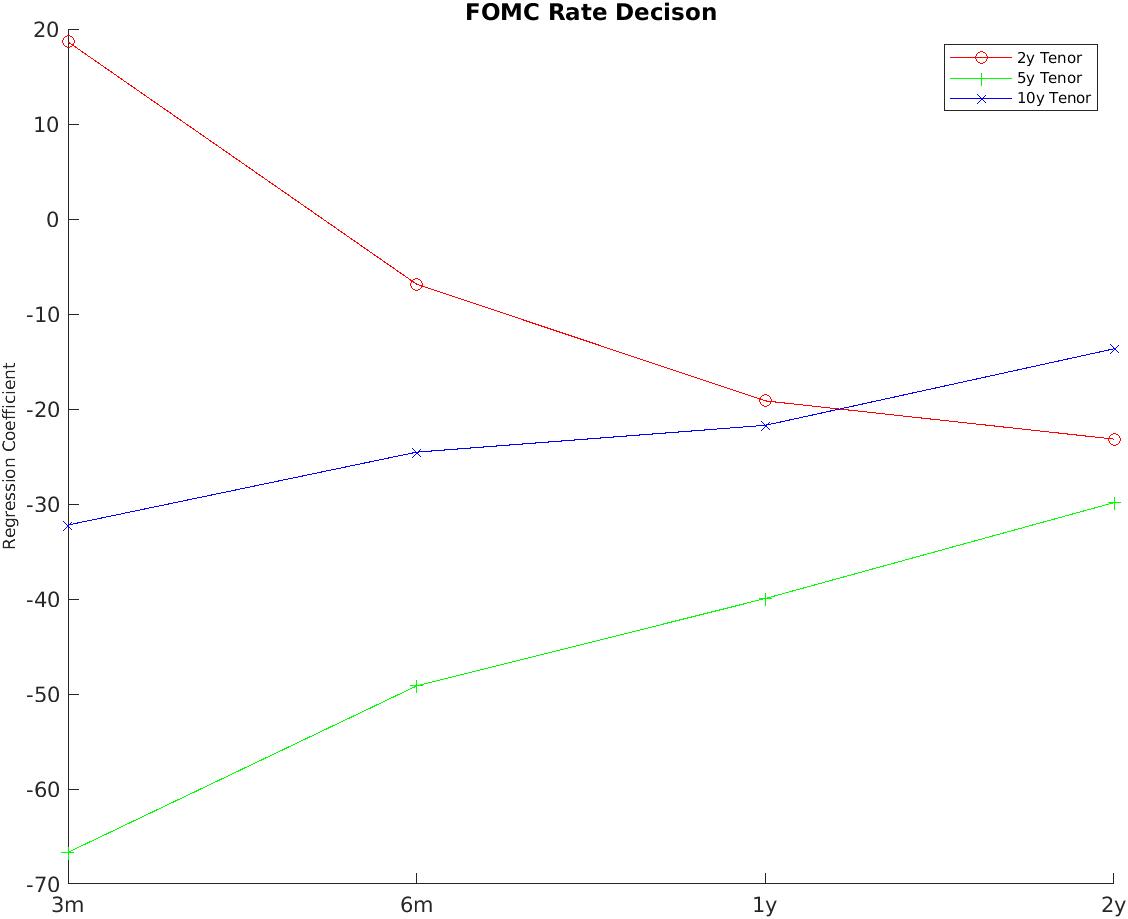 FOMC Rate Decison
20
10
0
-10
-20
-30
-40
-50
-60
-70
Regression Coefficient
3m 6m 1y 2y
2y Tenor
5y Tenor
10y Tenor